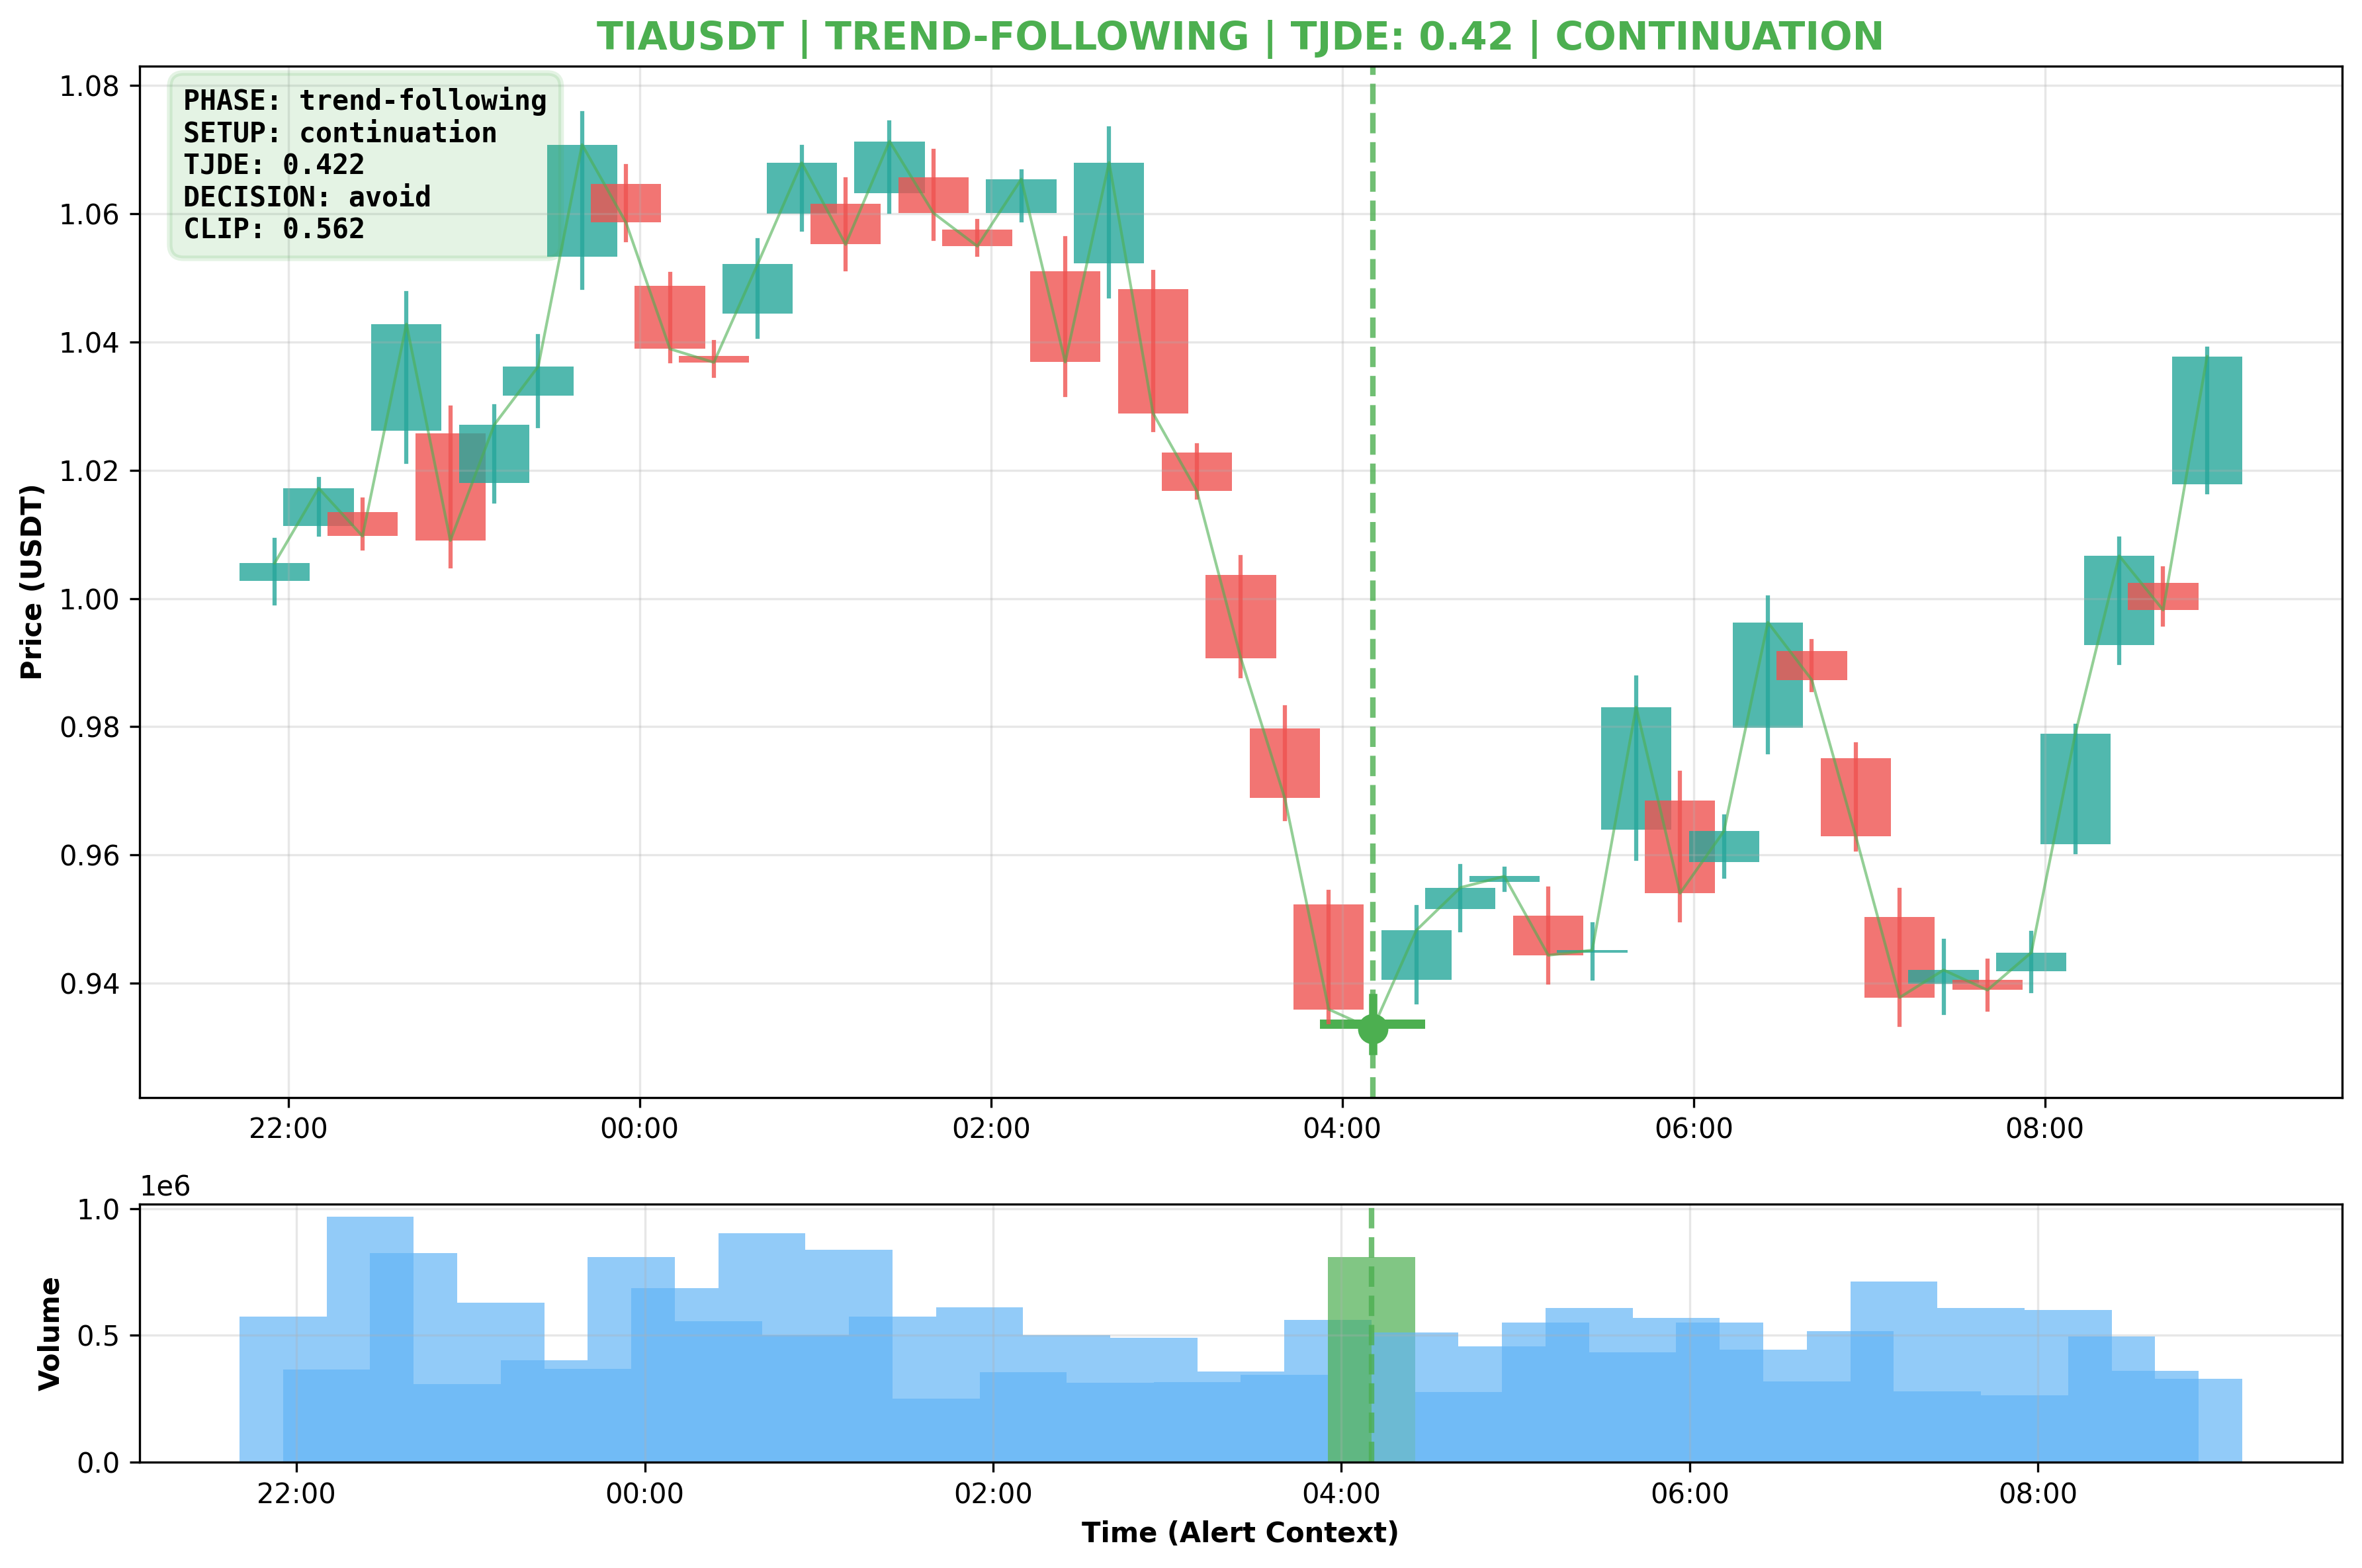 TIAUSDT | TREND-FOLLOWING | TJDE: 0.42 | CONTINUATION
PHASE: trend-following
SETUP: continuation
TJDE: 0.422
DECISION: avoid
CLIP: 0.562
Price (USDT)
1.08
1.06
1.04
1.02
1.00
0.98
0.96
0.94
22:00
00:00
02:00
04:00
06:00
08:00
1e6
Volume
1.0
0.5
0.0
22:00
00:00
02:00
04:00
06:00
08:00
Time (Alert Context)